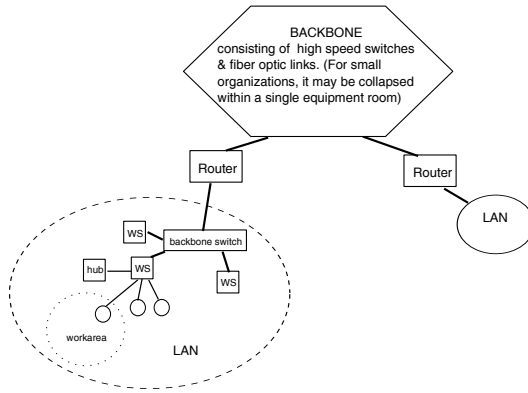 BACKBONE
consisting of high speed switches
& fiber optic links. (For small
organizations, it may be collapsed
within a single equipment room)
Router
Router
LAN
WS
backbone switch
hub
WS
WS
workarea
LAN